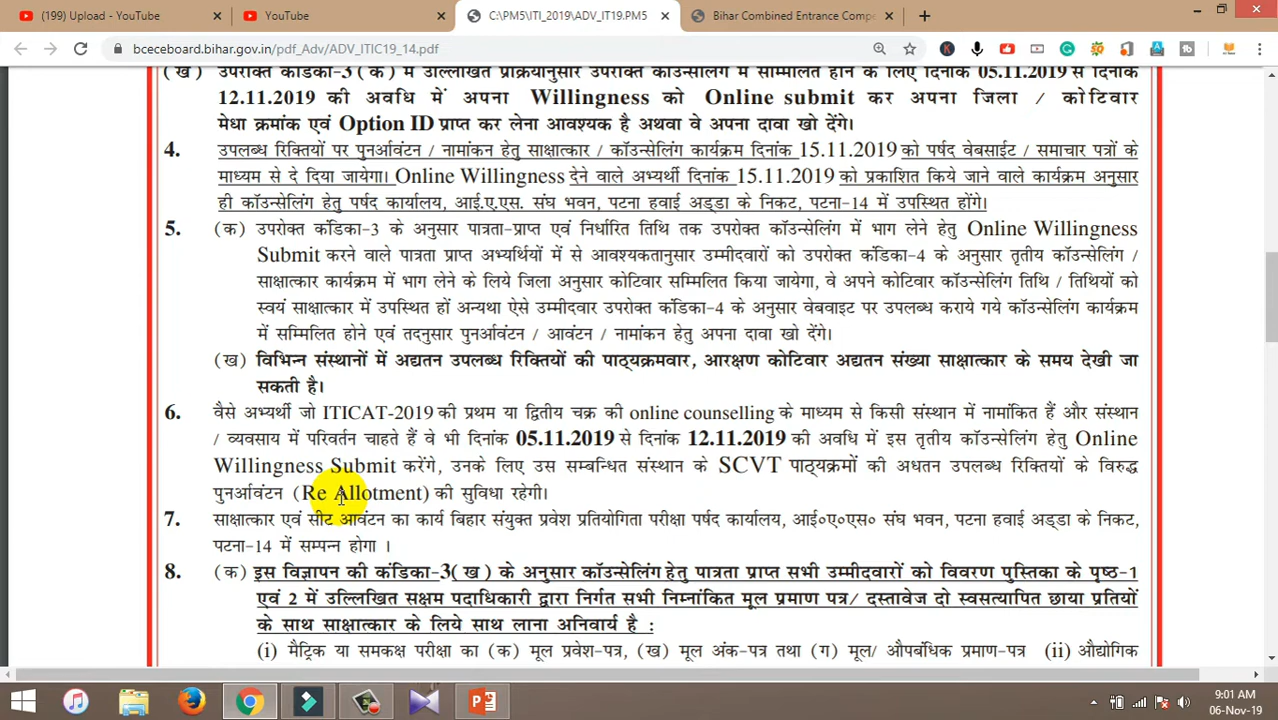 (199) Upload - YouTube
YouTube
C:\PM5\ITI_2019\ADV_IT19.PM5
Bihar Combined Entrance Compe
bceceboard.bihar.gov.in/pdf_Adv/ADV_ITIC19_14.pdf
(ख) उपरोक्त कंडिका-3 (क) में उल्लिखित प्रक्रियानुसार उपरोक्त काउन्सेलिंग में सम्मिलित होने के लिए दिनांक 05.11.2019 से दिनांक
12.11.2019 की अवधि में अपना Willingness को Online submit कर अपना जिला / कोटिवार
मेधा क्रमांक एवं Option ID प्राप्त कर लेना आवश्यक है अथवा वे अपना दावा खो देंगे।
4. उपलब्ध रिक्तियों पर पुनर्आवंटन / नामांकन हेतु साक्षात्कार / कॉउन्सेलिंग कार्यक्रम दिनांक 15.11.2019 को पर्षद वेबसाईट / समाचार पत्रों के
माध्यम से दे दिया जायेगा। Online Willingness देने वाले अभ्यर्थी दिनांक 15.11.2019 को प्रकाशित किये जाने वाले कार्यक्रम अनुसार
ही कॉउन्सेलिंग हेतु पर्षद कार्यालय, आई.ए.एस. संघ भवन, पटना हवाई अड्डा के निकट, पटना-14 में उपस्थित होंगे।
5. (क) उपरोक्त कंडिका-3 के अनुसार पात्रता-प्राप्त एवं निर्धारित तिथि तक उपरोक्त कॉउन्सेलिंग में भाग लेने हेतु Online Willingness
Submit करने वाले पात्रता प्राप्त अभ्यर्थियों में से आवश्यकतानुसार उम्मीदवारों को उपरोक्त कंडिका-4 के अनुसार तृतीय कॉउन्सेलिंग /
साक्षात्कार कार्यक्रम में भाग लेने के लिये जिला अनुसार कोटिवार सम्मिलित किया जायेगा, वे अपने कोटिवार कॉउन्सेलिंग तिथि / तिथियों को
स्वयं साक्षात्कार में उपस्थित हों अन्यथा ऐसे उम्मीदवार उपरोक्त कंडिका-4 के अनुसार वेबवाइट पर उपलब्ध कराये गये कॉउन्सेलिंग कार्यक्रम
में सम्मिलित होने एवं तदनुसार पुनर्आवंटन / आवंटन / नामांकन हेतु अपना दावा खो देंगे।
(ख) विभिन्न संस्थानों में अद्यतन उपलब्ध रिक्तियों की पाठ्यक्रमवार, आरक्षण कोटिवार अद्यतन संख्या साक्षात्कार के समय देखी जा
सकती है।
6. वैसे अभ्यर्थी जो ITICAT-2019 की प्रथम या द्वितीय चक्र की online counselling के माध्यम से किसी संस्थान में नामांकित हैं और संस्थान
/ व्यवसाय में परिवर्तन चाहते हैं वे भी दिनांक 05.11.2019 से दिनांक 12.11.2019 की अवधि में इस तृतीय कॉउन्सेलिंग हेतु Online
Willingness Submit करेंगे, उनके लिए उस सम्बन्धित संस्थान के SCVT पाठ्यक्रमों की अधतन उपलब्ध रिक्तियों के विरुद्ध
पुनर्आवंटन (Re Allotment) की सुविधा रहेगी।
7. साक्षात्कार एवं सीट आवंटन का कार्य बिहार संयुक्त प्रवेश प्रतियोगिता परीक्षा पर्षद कार्यालय, आई०ए०एस० संघ भवन, पटना हवाई अड्डा के निकट,
पटना-14 में सम्पन्न होगा ।
8. (क) इस विज्ञापन की कंडिका-3(ख) के अनुसार कॉउन्सेलिंग हेतु पात्रता प्राप्त सभी उम्मीदवारों को विवरण पुस्तिका के पृष्ठ-1
एवं 2 में उल्लिखित सक्षम पदाधिकारी द्वारा निर्गत सभी निम्नांकित मूल प्रमाण पत्र/ दस्तावेज दो स्वसत्यापित छाया प्रतियों
के साथ साक्षात्कार के लिये साथ लाना अनिवार्य है :
(i) मैट्रिक या समकक्ष परीक्षा का (क) मूल प्रवेश-पत्र, (ख) मूल अंक-पत्र तथा (ग) मूल/ औपबंधिक प्रमाण-पत्र (ii) औद्योगिक
9:01 AM
06-Nov-19